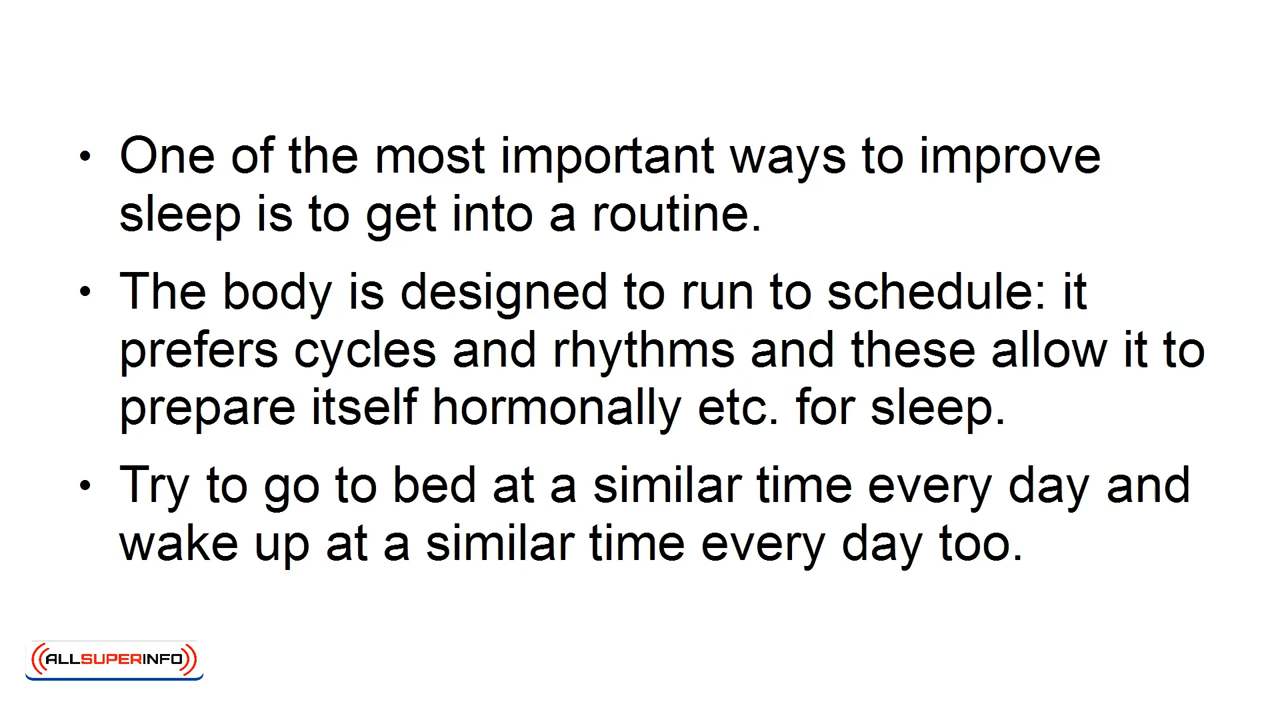 • One of the most important ways to improve
sleep is to get into a routine.
• The body is designed to run to schedule: it
prefers cycles and rhythms and these allow it to
prepare itself hormonally etc. for sleep.
• Try to go to bed at a similar time every day and
wake up at a similar time every day too.
ALLSUPERINFO